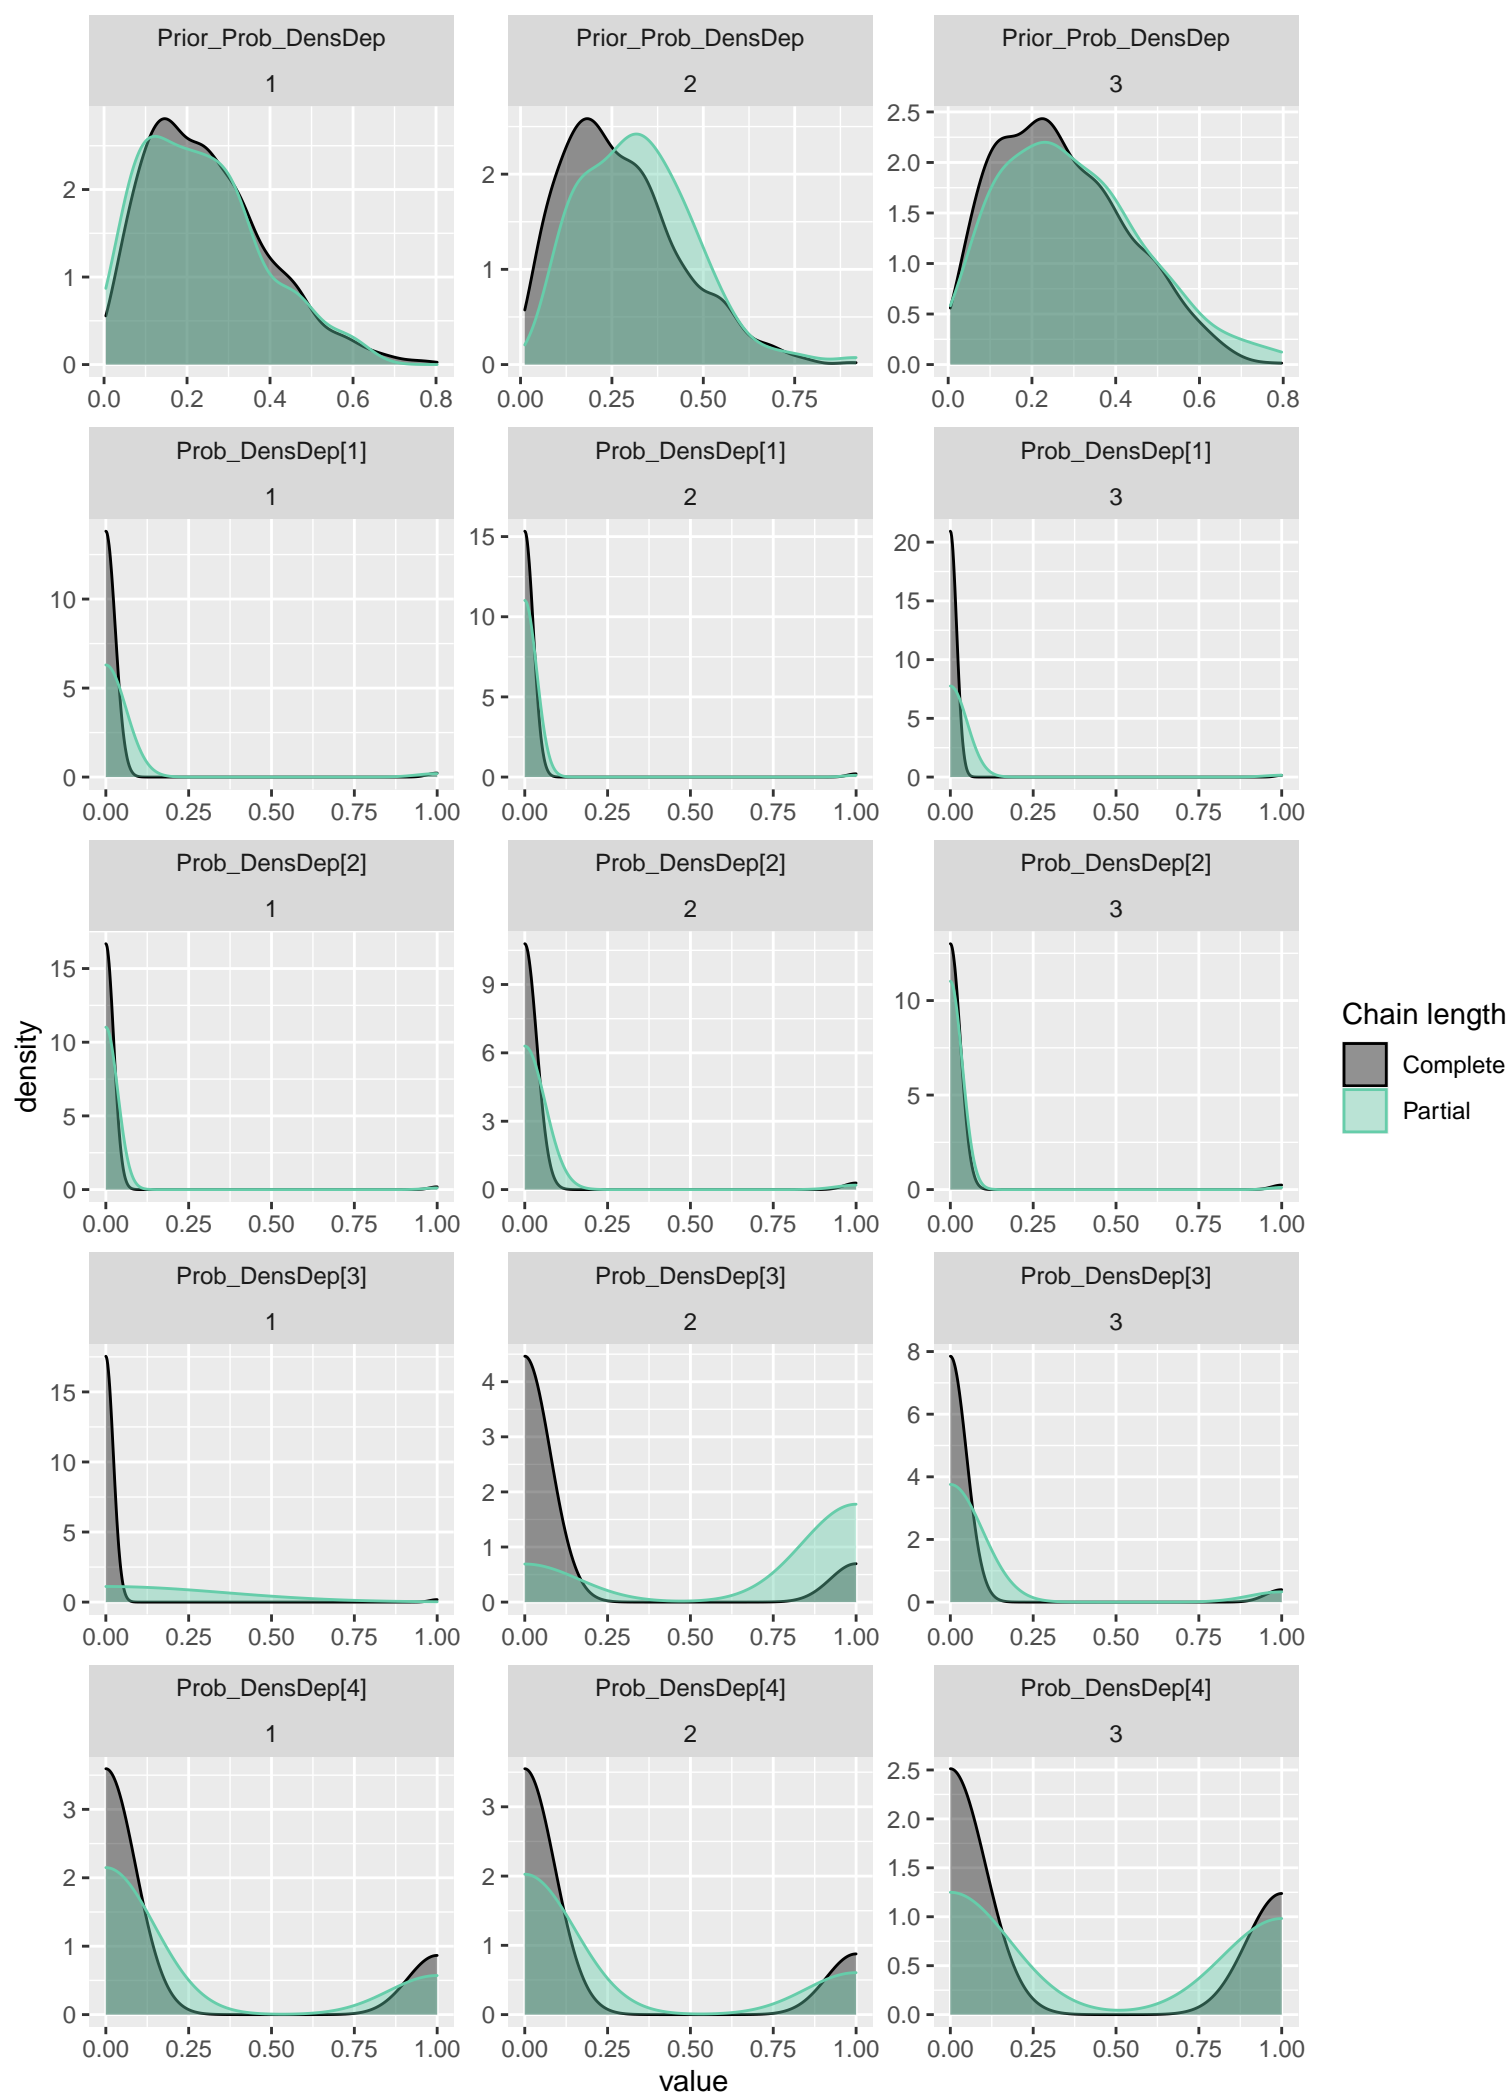 Prior_Prob_DensDep Prior_Prob_DensDep Prior_Prob_DensDep
1 2 3
2.5
2 2 2.0
1.5
1 1 1.0
0.5
0 0 0.0
0.0 0.2 0.4 0.6 0.8 0.00 0.25 0.50 0.75 0.0 0.2 0.4 0.6 0.8
Prob_DensDep[1] Prob_DensDep[1] Prob_DensDep[1]
1 2 3
15 20
10 10 15
10
5 5 5
0 0 0
0.00 0.25 0.50 0.75 1.00 0.00 0.25 0.50 0.75 1.00 0.00 0.25 0.50 0.75 1.00
Prob_DensDep[2] Prob_DensDep[2] Prob_DensDep[2]
1 2 3
15 9 10
10 6
5 3 5
0 0 0
0.00 0.25 0.50 0.75 1.00 0.00 0.25 0.50 0.75 1.00 0.00 0.25 0.50 0.75 1.00
Prob_DensDep[3] Prob_DensDep[3] Prob_DensDep[3]
1 2 3
15 4 8
10 3 6
2 4
5 1 2
0 0 0
0.00 0.25 0.50 0.75 1.00 0.00 0.25 0.50 0.75 1.00 0.00 0.25 0.50 0.75 1.00
Prob_DensDep[4] Prob_DensDep[4] Prob_DensDep[4]
1 2 3
2.5
3 3 2.0
2 2 1.5
1.0
1 1 0.5
0 0 0.0
0.00 0.25 0.50 0.75 1.00 0.00 0.25 0.50 0.75 1.00 0.00 0.25 0.50 0.75 1.00
value
density
Chain length
Complete
Partial